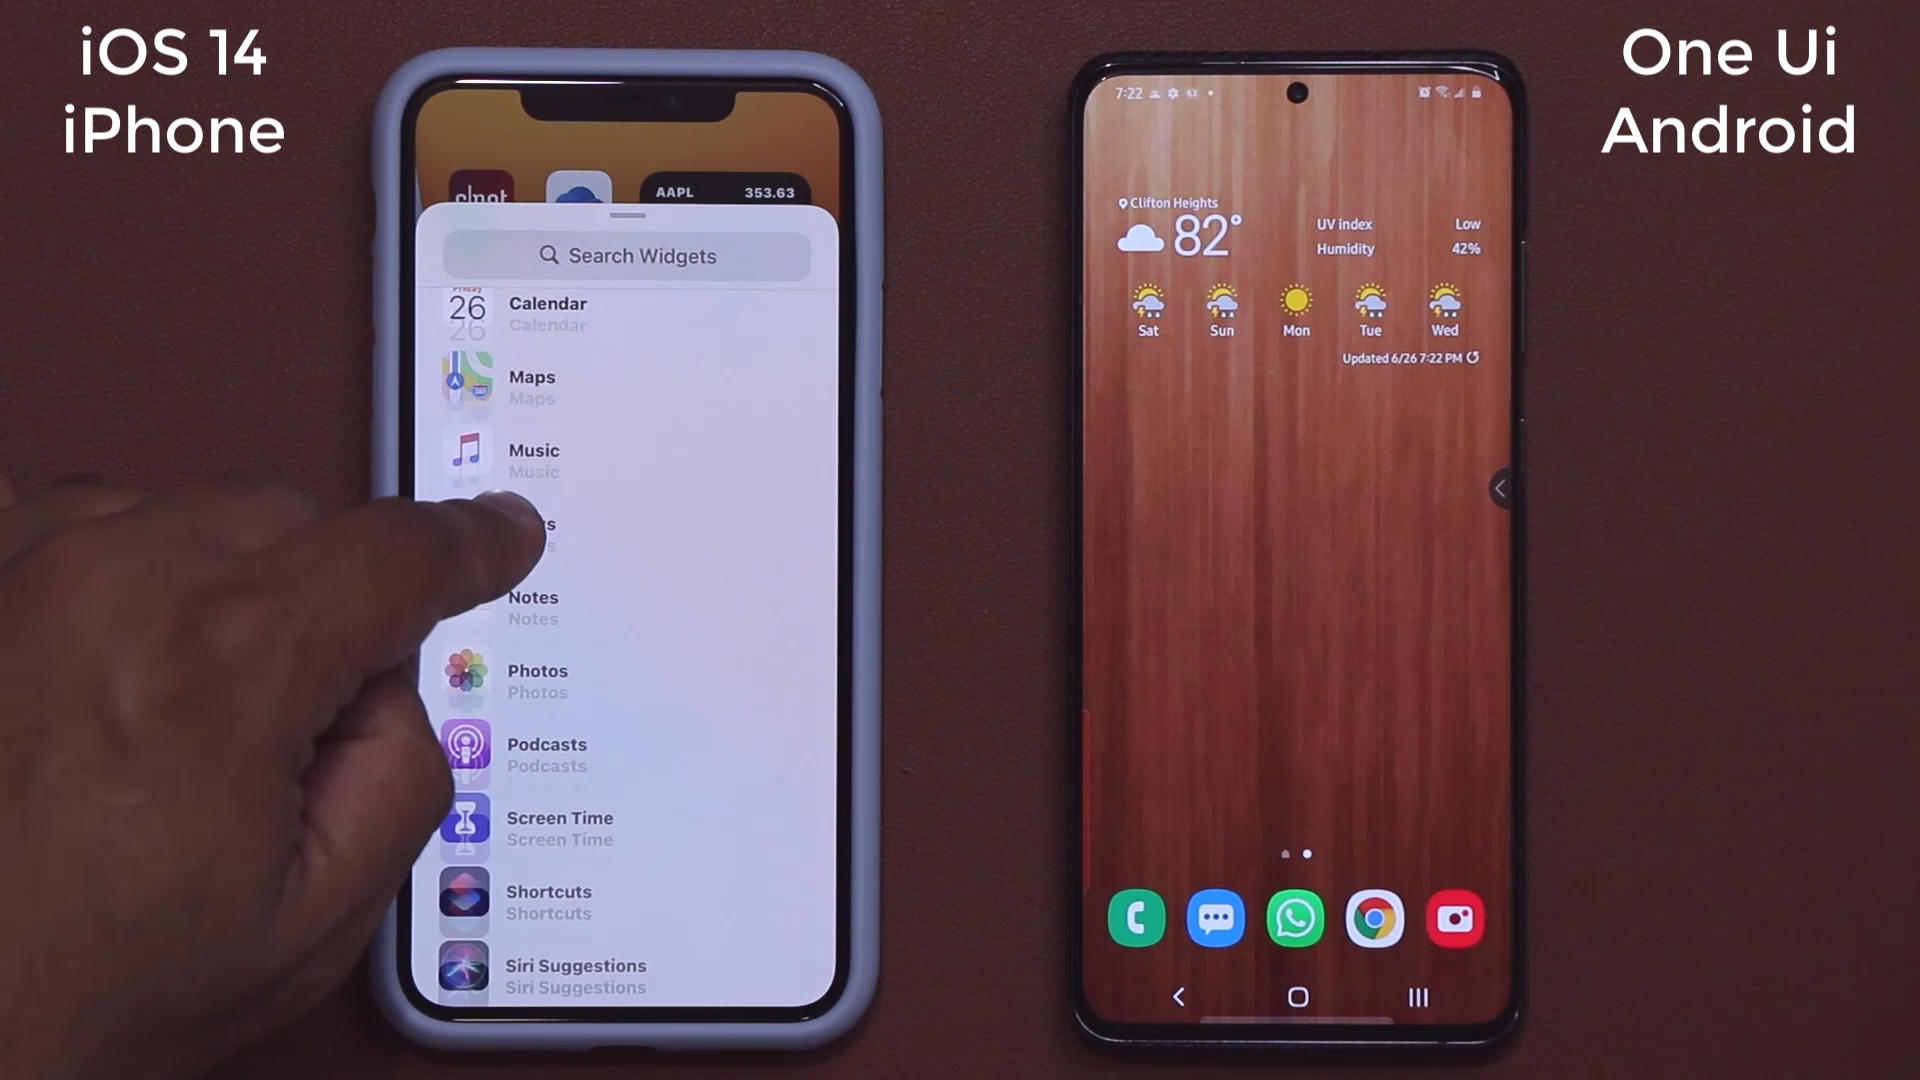 iOS 14
iPhone
One Ui
Android
AAPL 353.63
Search Widgets
26
Calendar
Calendar
Maps
Maps
Music
Music
Notes
Notes
Photos
Photos
Podcasts
Podcasts
Screen Time
Screen Time
Shortcuts
Shortcuts
Siri Suggestions
Siri Suggestions
7:22
Clifton Heights
82°
UV index Low
Humidity 42%
Sat Sun Mon Tue Wed
Updated 6/26 7:22 PM